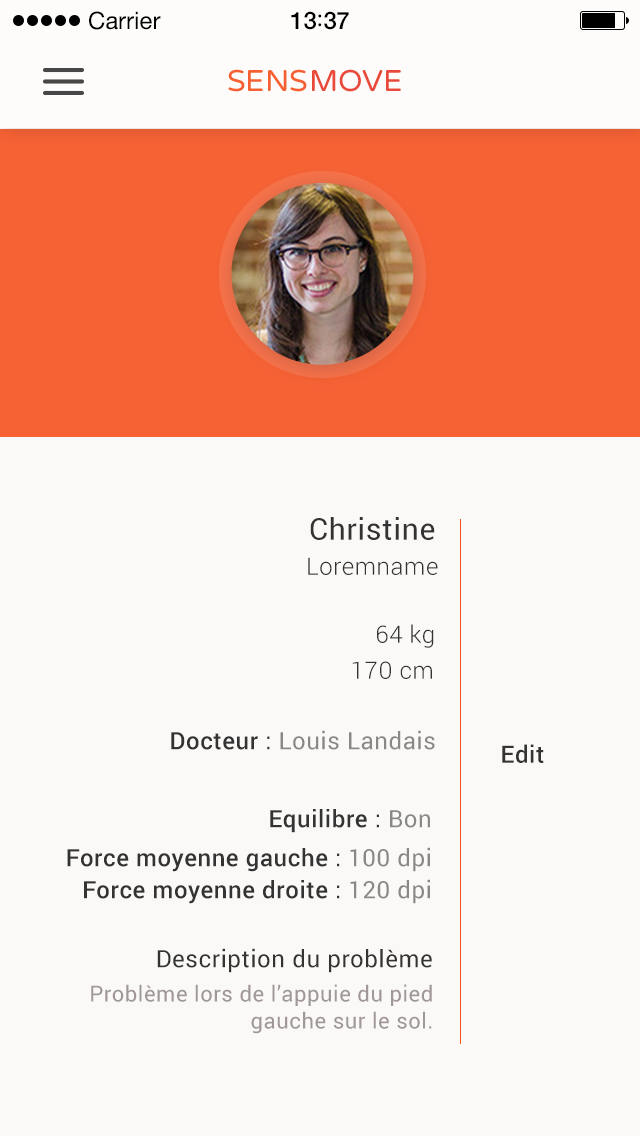 Carrier
13:37
SENSMOVE
Christine
Loremname
64 kg
170 cm
Docteur : Louis Landais
Edit
Equilibre : Bon
Force moyenne gauche : 100 dpi
Force moyenne droite : 120 dpi
Description du problème
Problème lors de l’appuie du pied
gauche sur le sol.